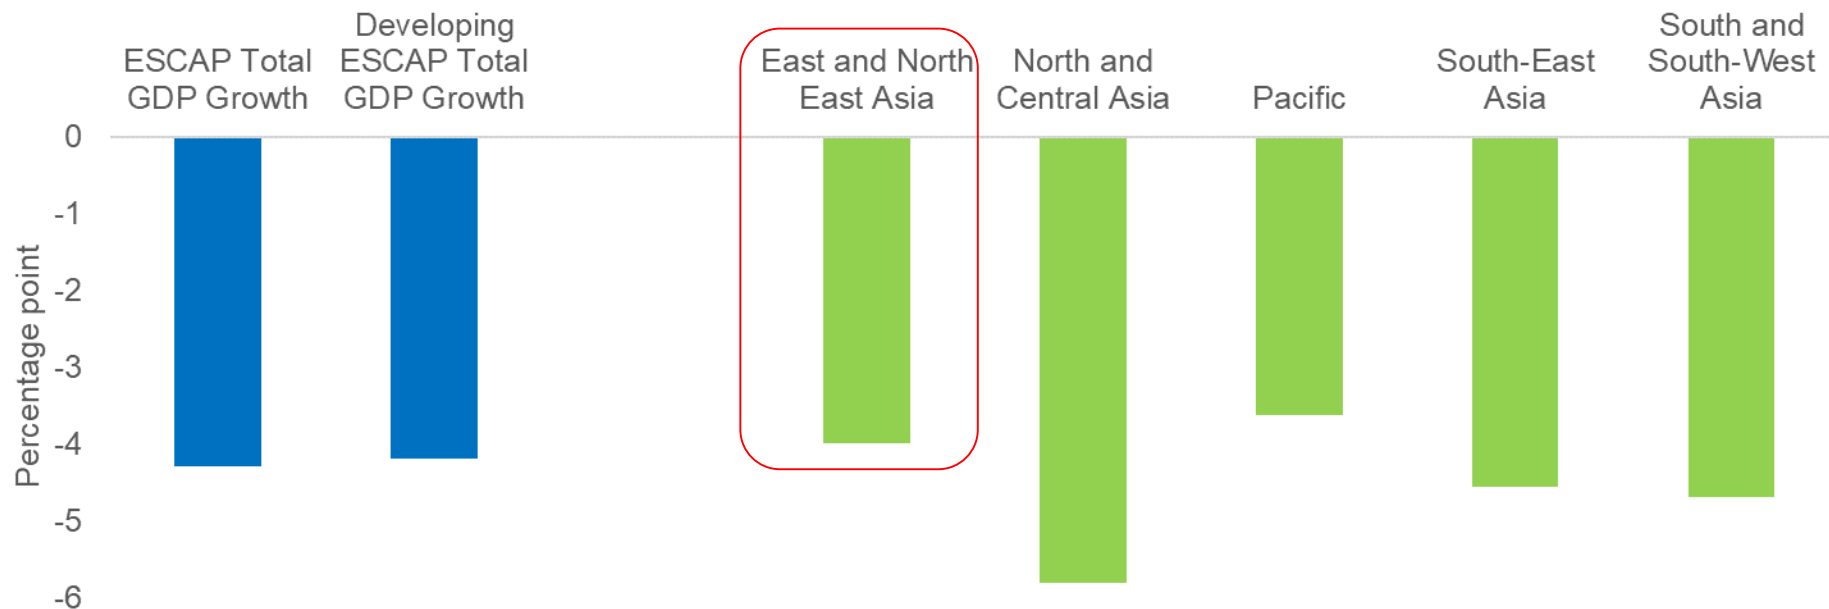 ESCAP Total
GDP Growth
Developing
ESCAP Total
GDP Growth
East and North
East Asia
North and
Central Asia
Pacific
South-East
Asia
South and
South-West
Asia
Percentage point
0
-1
-2
-3
-4
-5
-6